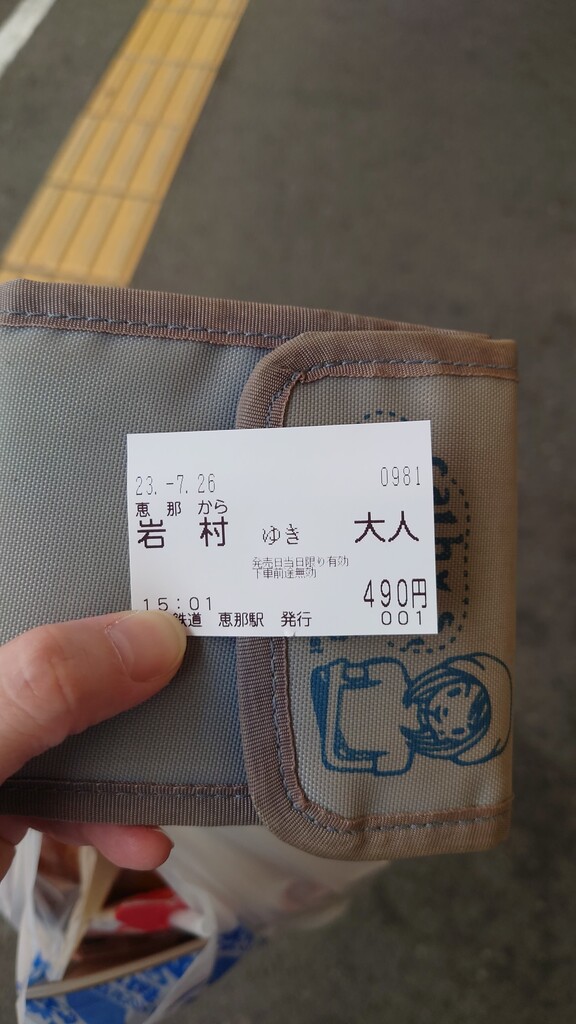 23.-7.26 0981
恵那 から
岩村 ゆき 大人
発売日当日限り有効
下車前途無効
490円
15:01
鉄道 恵那駅 発行 001